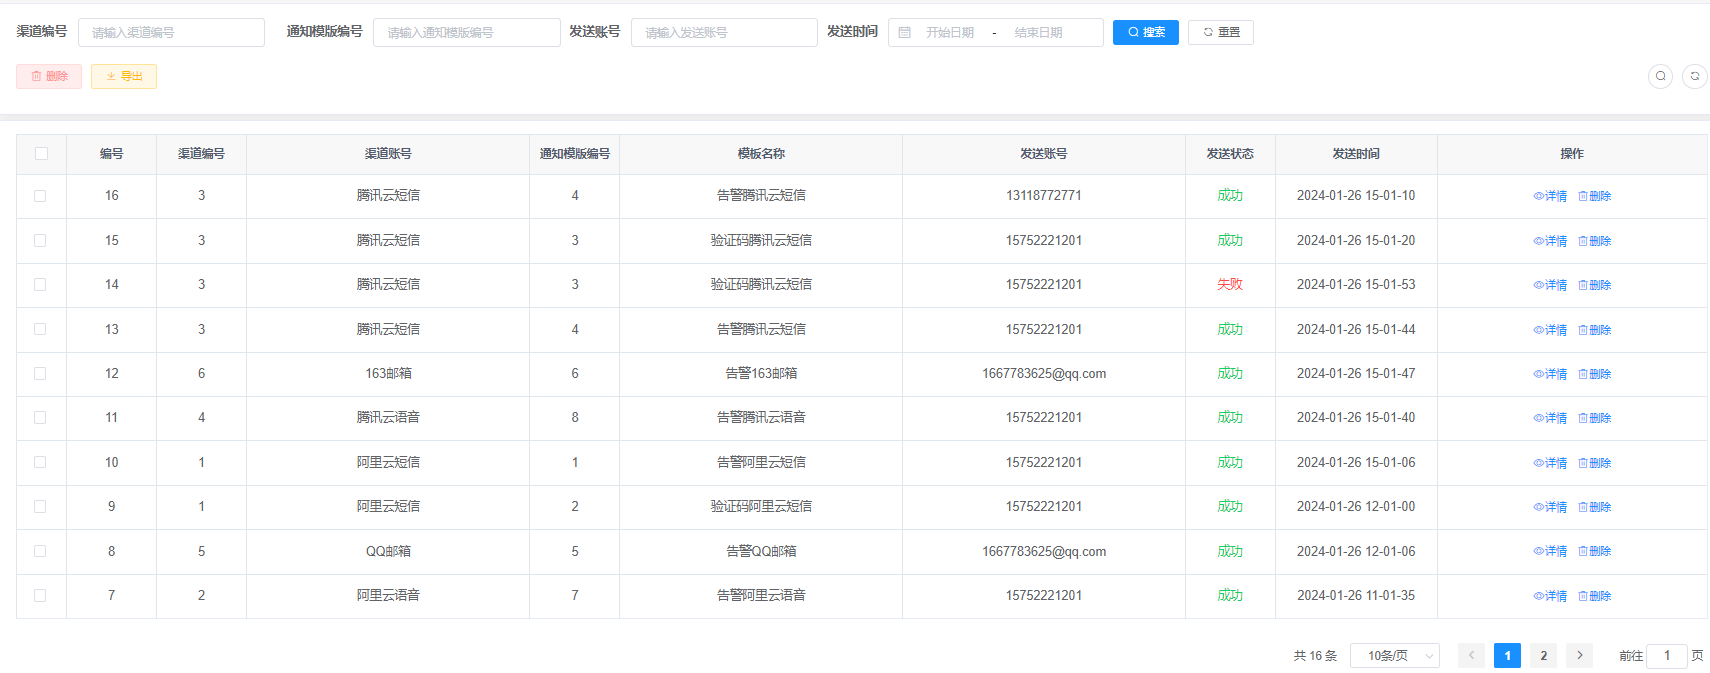 渠道编号 请输入渠道编号 通知模版编号 请输入通知模版编号 发送账号 请输入发送账号 发送时间 开始日期 - 结束日期 搜索 重置
删除 导出
编号 渠道编号 渠道账号 通知模版编号 模板名称 发送账号 发送状态 发送时间 操作
16 3 腾讯云短信 4 告警腾讯云短信 13118772771 成功 2024-01-26 15-01-10 详情 删除
15 3 腾讯云短信 3 验证码腾讯云短信 15752221201 成功 2024-01-26 15-01-20 详情 删除
14 3 腾讯云短信 3 验证码腾讯云短信 15752221201 失败 2024-01-26 15-01-53 详情 删除
13 3 腾讯云短信 4 告警腾讯云短信 15752221201 成功 2024-01-26 15-01-44 详情 删除
12 6 163邮箱 6 告警163邮箱 1667783625@qq.com 成功 2024-01-26 15-01-47 详情 删除
11 4 腾讯云语音 8 告警腾讯云语音 15752221201 成功 2024-01-26 15-01-40 详情 删除
10 1 阿里云短信 1 告警阿里云短信 15752221201 成功 2024-01-26 15-01-06 详情 删除
9 1 阿里云短信 2 验证码阿里云短信 15752221201 成功 2024-01-26 12-01-00 详情 删除
8 5 QQ邮箱 5 告警QQ邮箱 1667783625@qq.com 成功 2024-01-26 12-01-06 详情 删除
7 2 阿里云语音 7 告警阿里云语音 15752221201 成功 2024-01-26 11-01-35 详情 删除
共 16 条 10条/页 1 2 前往 1 页